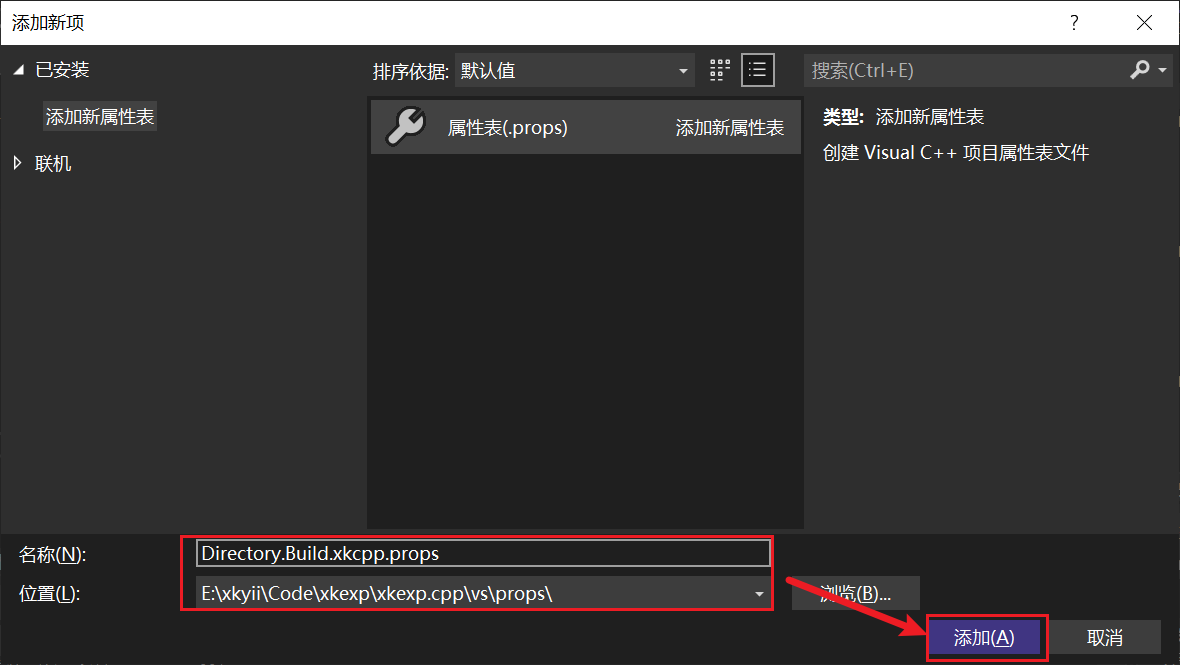 添加新项
?
已安装
排序依据: 默认值
搜索(Ctrl+E)
添加新属性表
属性表(.props) 添加新属性表
类型: 添加新属性表
创建 Visual C++ 项目属性表文件
联机
名称(N): Directory.Build.xkcpp.props
位置(L): E:\xkyii\Code\xkexp\xkexp.cpp\vs\props\
浏览(B)...
添加(A)
取消